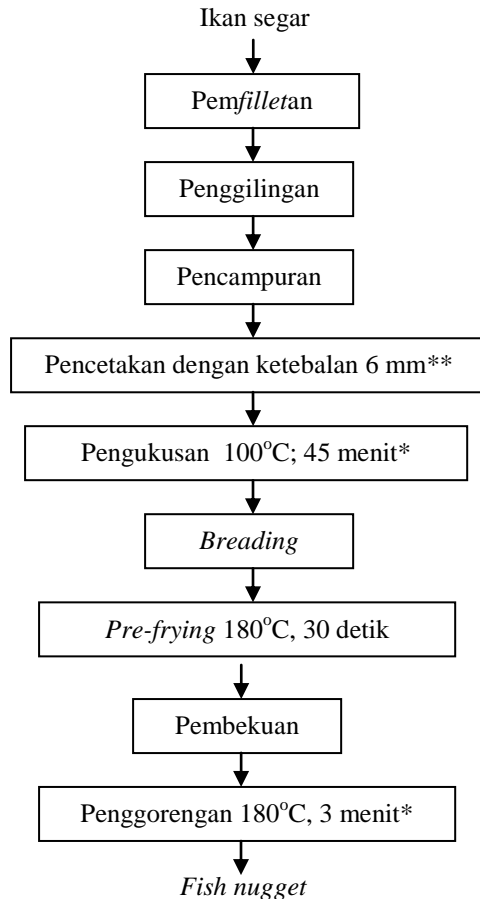 Ikan segar
Pemfilletan
Penggilingan
Pencampuran
Pencetakan dengan ketebalan 6 mm**
Pengukusan 100°C; 45 menit*
Breading
Pre-frying 180°C, 30 detik
Pembekuan
Penggorengan 180°C, 3 menit*
Fish nugget